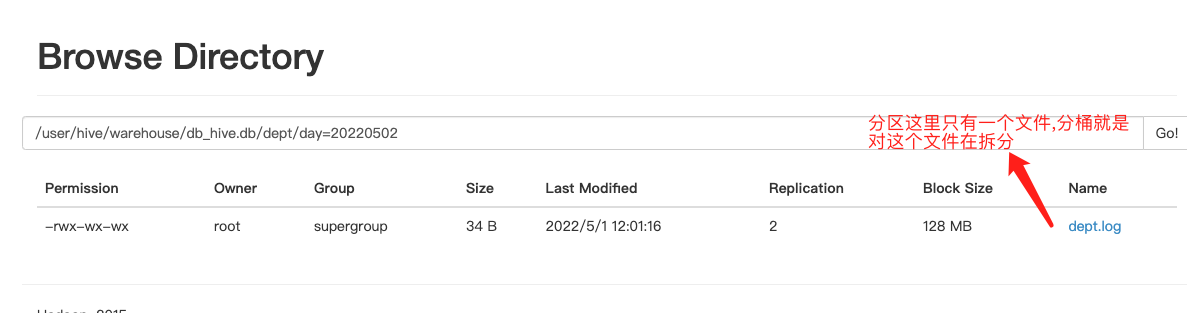 Browse Directory
/user/hive/warehouse/db_hive.db/dept/day=20220502
分区这里只有一个文件,分桶就是
对这个文件在拆分
Go!
Permission Owner Group Size Last Modified Replication Block Size Name
-rwx-wx-wx root supergroup 34 B 2022/5/1 12:01:16 2 128 MB dept.log